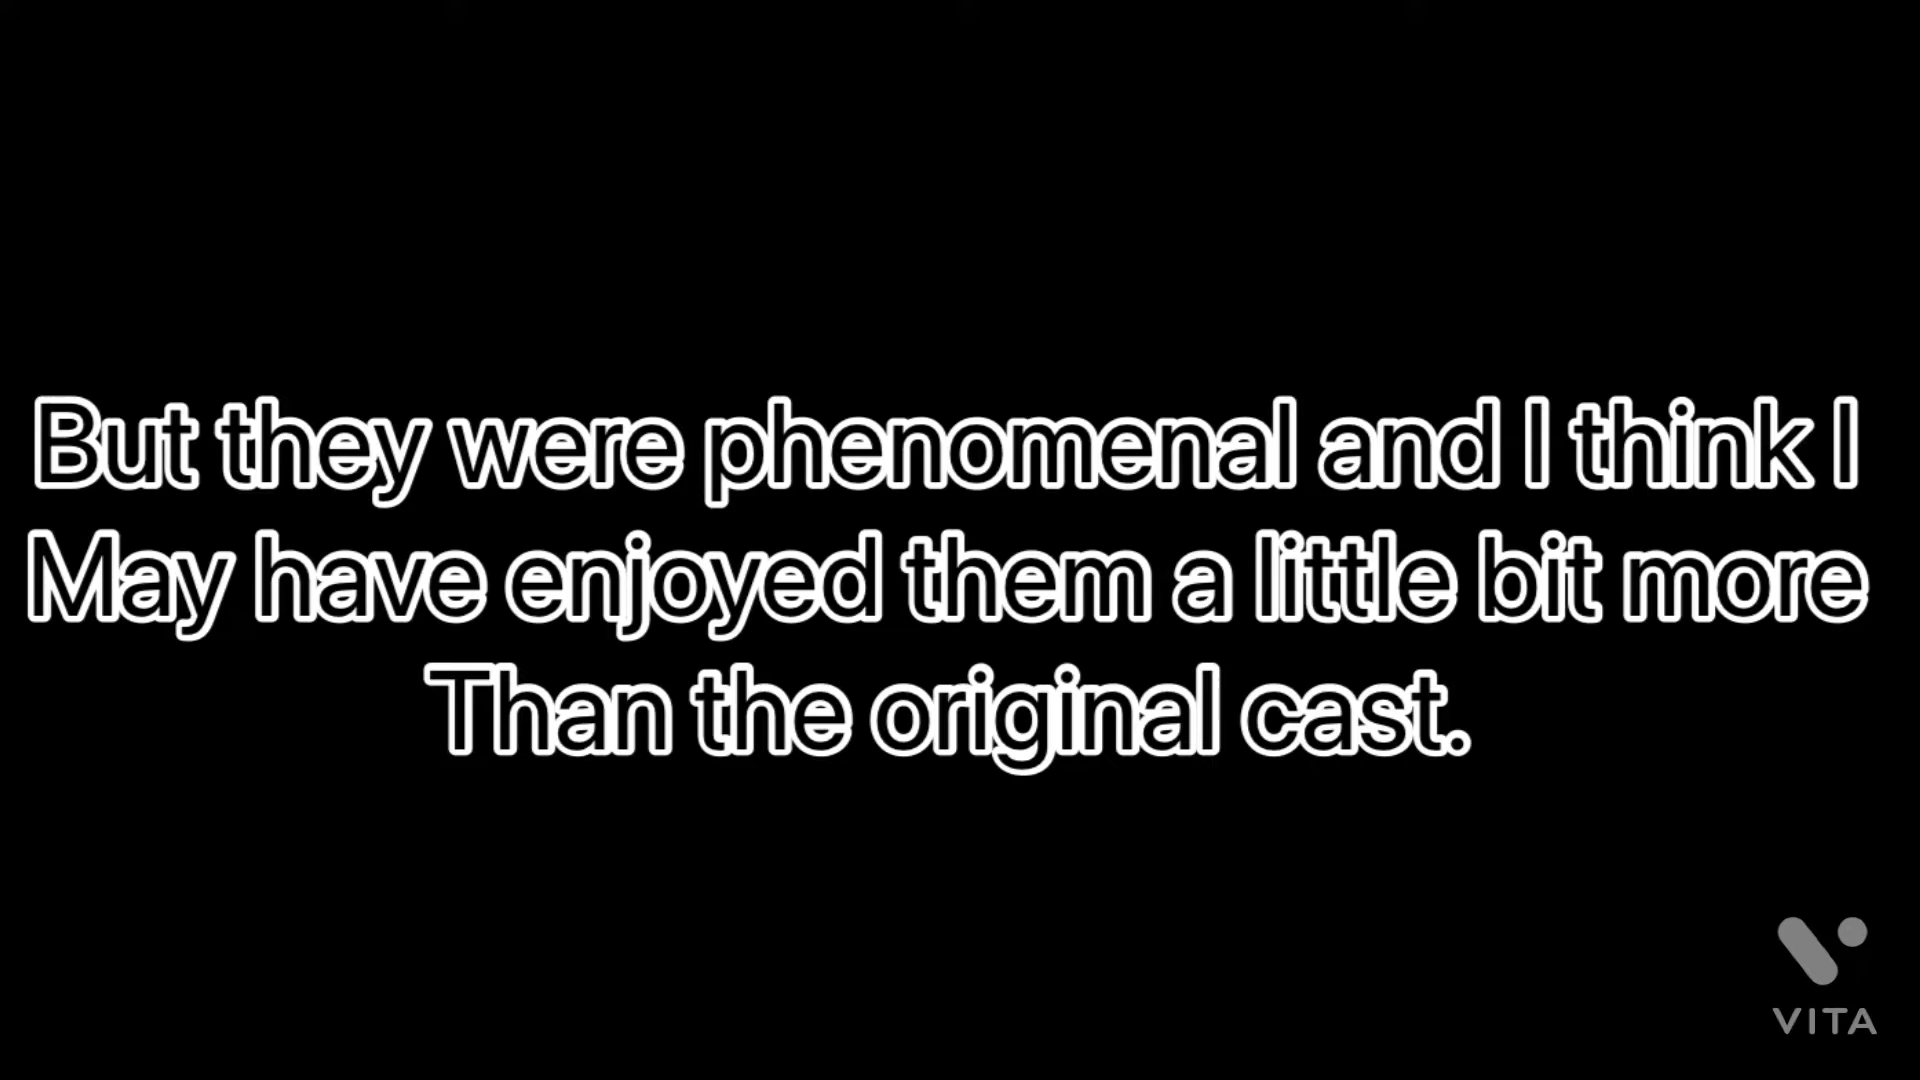 But they were phenomenal and I think I
May have enjoyed them a little bit more
Than the original cast.
VITA